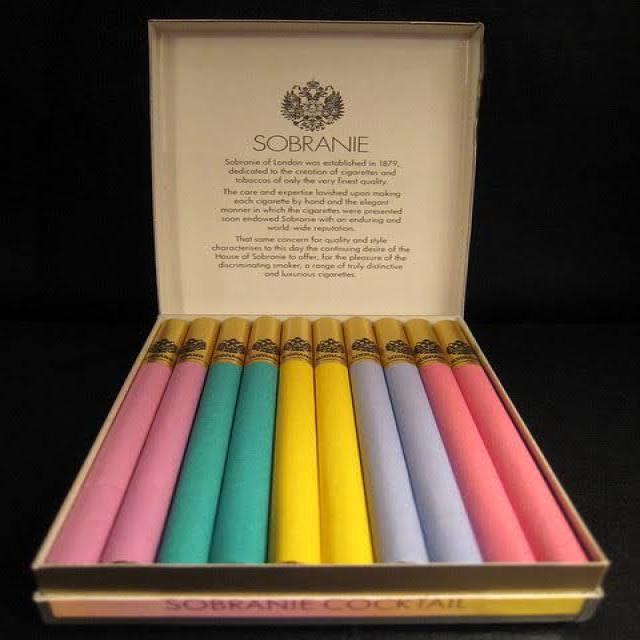 SOBRANIE
Sobranie of London was established in 1879,
dedicated to the creation of cigarettes and
tobaccos of only the very finest quality.
The care and expertise lavished upon making
each cigarette by hand and the elegant
manner in which the cigarettes were presented
soon endowed Sobranie with an enduring and
world-wide reputation.
That same concern for quality and style
characterises to this day the continuing desire of the
House of Sobranie to offer, for the pleasure of the
discriminating smoker, a range of truly distinctive
and luxurious cigarettes.
SOBRANIE COCKTAIL